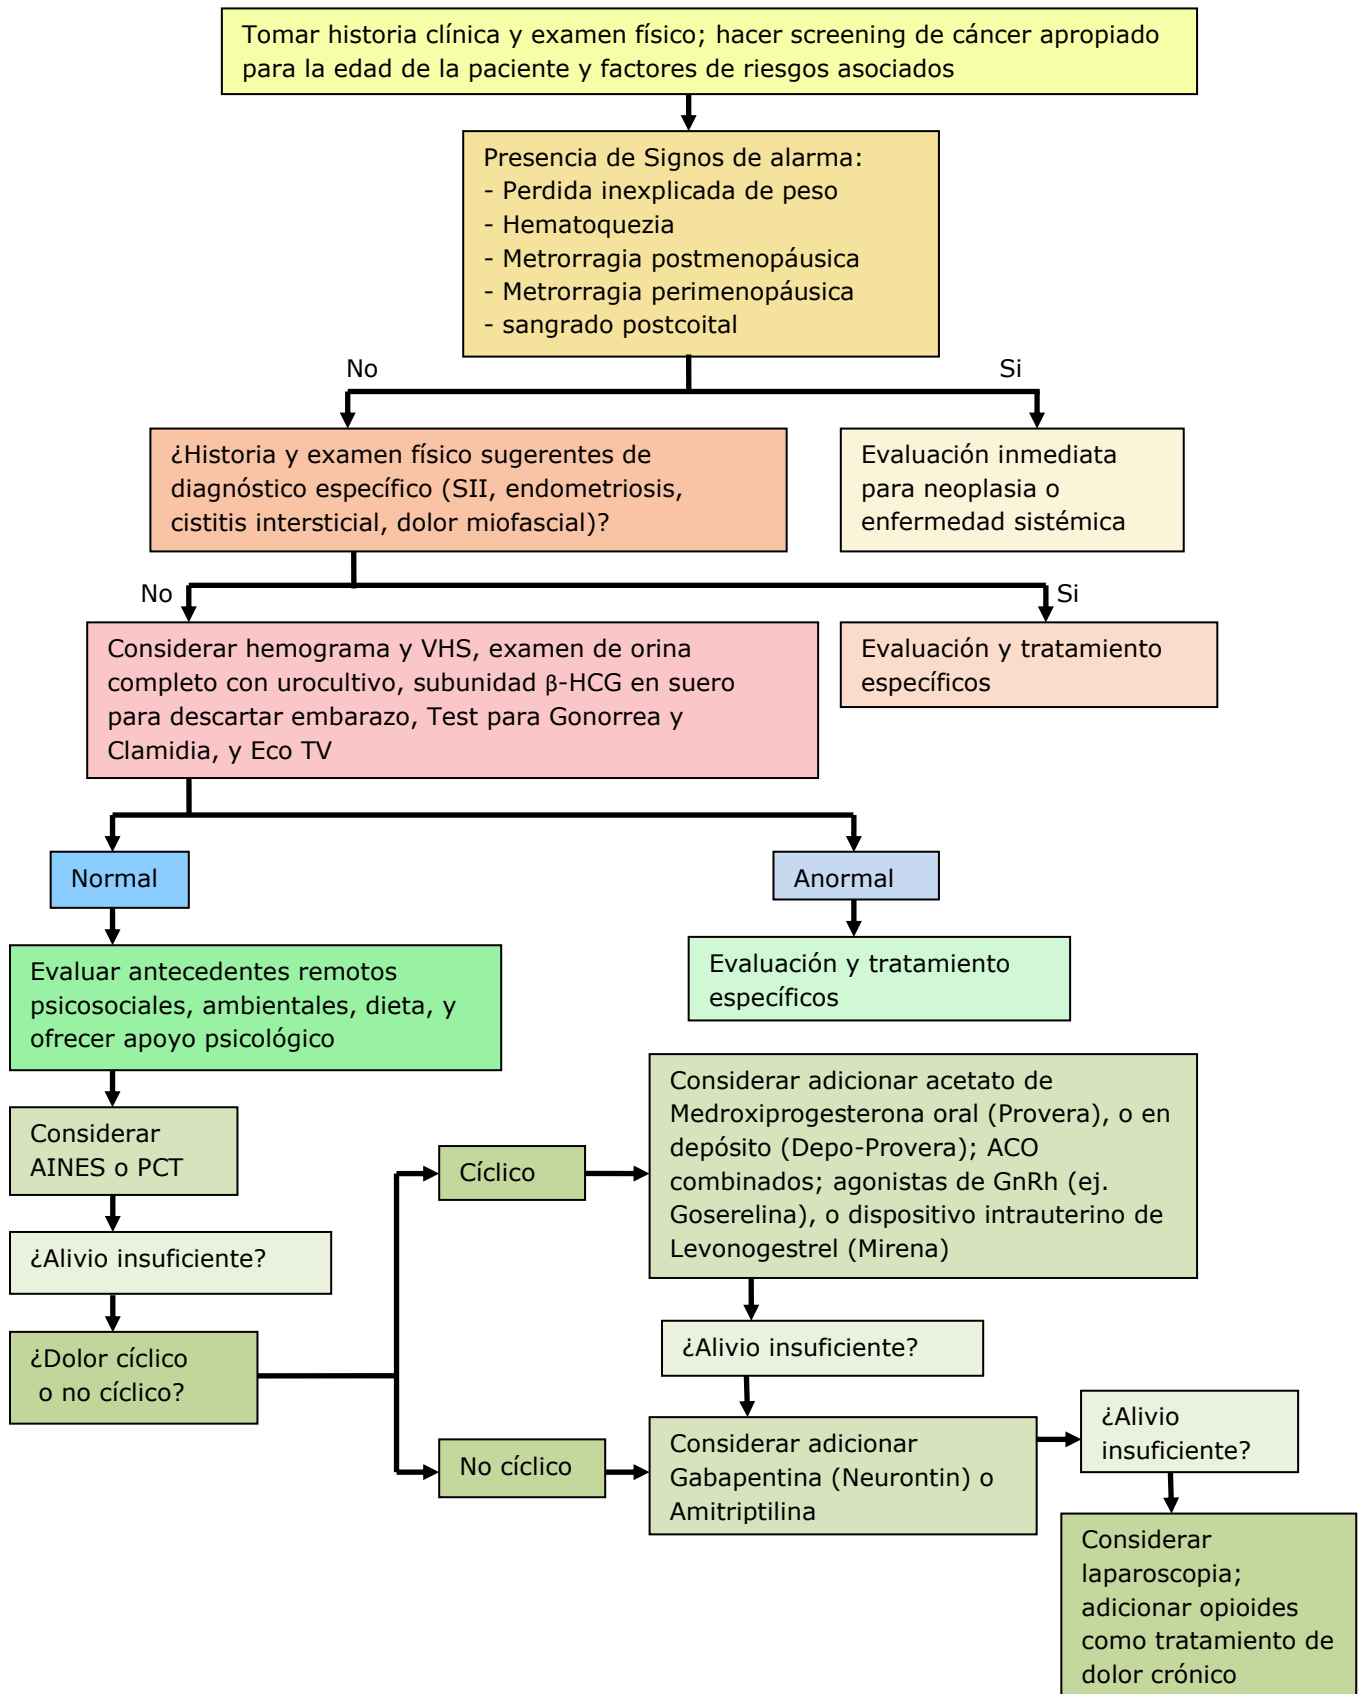 Tomar historia clínica y examen físico; hacer screening de cáncer apropiado
para la edad de la paciente y factores de riesgos asociados
Presencia de Signos de alarma:
- Perdida inexplicada de peso
- Hematoquezia
- Metrorragia postmenopáusica
- Metrorragia perimenopáusica
- sangrado postcoital
No
Si
¿Historia y examen físico sugerentes de
diagnóstico específico (SII, endometriosis,
cistitis intersticial, dolor miofascial)?
Evaluación inmediata
para neoplasia o
enfermedad sistémica
No
Si
Considerar hemograma y VHS, examen de orina
completo con urocultivo, subunidad β-HCG en suero
para descartar embarazo, Test para Gonorrea y
Clamidia, y Eco TV
Evaluación y tratamiento
específicos
Normal
Anormal
Evaluar antecedentes remotos
psicosociales, ambientales, dieta, y
ofrecer apoyo psicológico
Evaluación y tratamiento
específicos
Considerar
AINES o PCT
¿Alivio insuficiente?
¿Dolor cíclico
o no cíclico?
Cíclico
Considerar adicionar acetato de
Medroxiprogesterona oral (Provera), o en
depósito (Depo-Provera); ACO
combinados; agonistas de GnRh (ej.
Goserelina), o dispositivo intrauterino de
Levonogestrel (Mirena)
¿Alivio insuficiente?
No cíclico
Considerar adicionar
Gabapentina (Neurontin) o
Amitriptilina
¿Alivio
insuficiente?
Considerar
laparoscopia;
adicionar opioides
como tratamiento de
dolor crónico